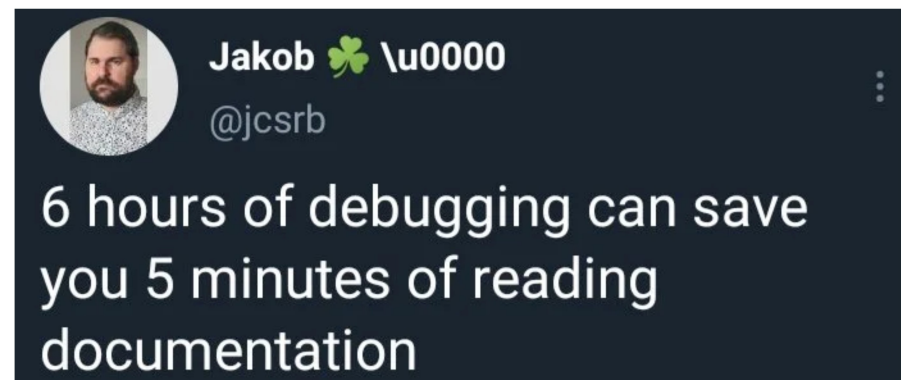 Jakob ☘️ \u0000
@jcsrb
6 hours of debugging can save
you 5 minutes of reading
documentation